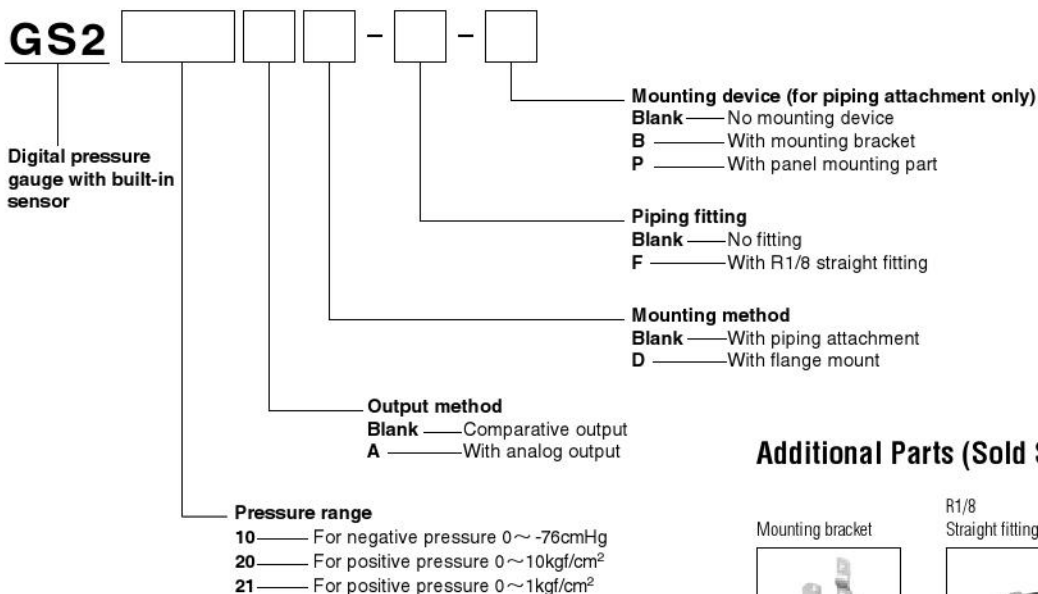 GS2 – –
Digital pressure
gauge with built-in
sensor
Mounting device (for piping attachment only)
Blank — No mounting device
B — With mounting bracket
P — With panel mounting part
Piping fitting
Blank — No fitting
F — With R1/8 straight fitting
Mounting method
Blank — With piping attachment
D — With flange mount
Output method
Blank — Comparative output
A — With analog output
Pressure range
10 — For negative pressure 0～ -76cmHg
20 — For positive pressure 0～10kgf/cm²
21 — For positive pressure 0～1kgf/cm²
Additional Parts (Sold
Mounting bracket
R1/8
Straight fitting